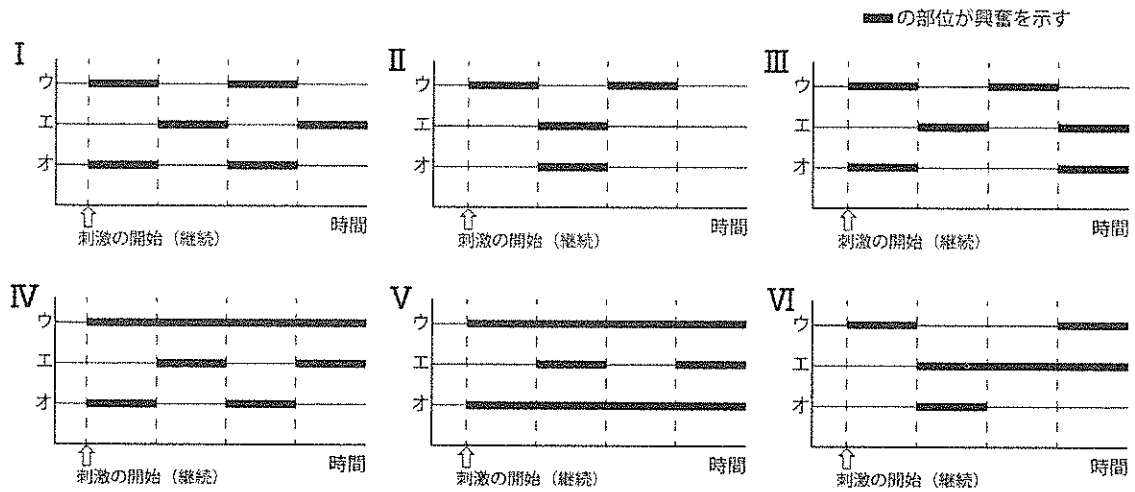 の部位が興奮を示す
Ⅰ
ウ
エ
オ
刺激の開始（継続）
時間
Ⅱ
ウ
エ
オ
刺激の開始（継続）
時間
Ⅲ
ウ
エ
オ
刺激の開始（継続）
時間
Ⅳ
ウ
エ
オ
刺激の開始（継続）
時間
Ⅴ
ウ
エ
オ
刺激の開始（継続）
時間
Ⅵ
ウ
エ
オ
刺激の開始（継続）
時間